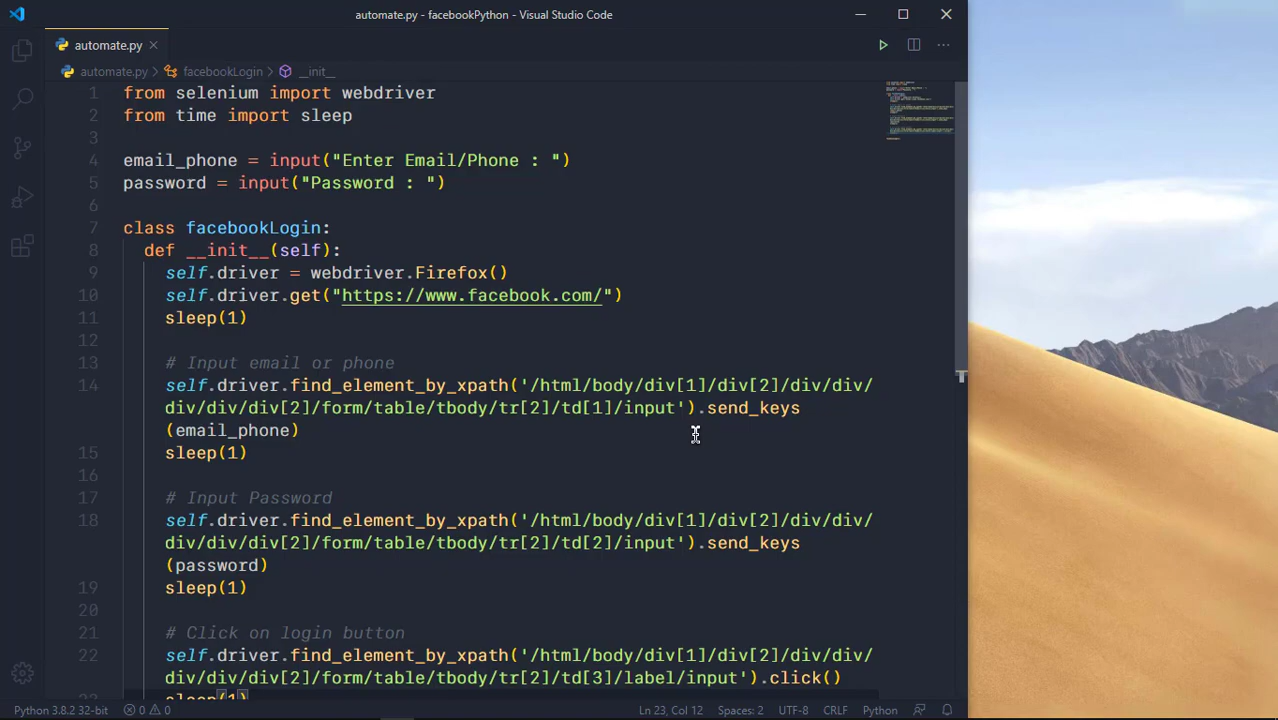 automate.py - facebookPython - Visual Studio Code
automate.py
automate.py > facebookLogin > __init__
1 from selenium import webdriver
2 from time import sleep
3
4 email_phone = input("Enter Email/Phone : ")
5 password = input("Password : ")
6
7 class facebookLogin:
8 def __init__(self):
9 self.driver = webdriver.Firefox()
10 self.driver.get("https://www.facebook.com/")
11 sleep(1)
12
13 # Input email or phone
14 self.driver.find_element_by_xpath('/html/body/div[1]/div[2]/div/div/
div/div/div[2]/form/table/tbody/tr[2]/td[1]/input').send_keys
(email_phone)
15 sleep(1)
16
17 # Input Password
18 self.driver.find_element_by_xpath('/html/body/div[1]/div[2]/div/div/
div/div/div[2]/form/table/tbody/tr[2]/td[2]/input').send_keys
(password)
19 sleep(1)
20
21 # Click on login button
22 self.driver.find_element_by_xpath('/html/body/div[1]/div[2]/div/div/
div/div/div[2]/form/table/tbody/tr[2]/td[3]/label/input').click()
23 sleep(1)
Python 3.8.2 32-bit 0 0 Ln 23, Col 12 Spaces: 2 UTF-8 CRLF Python